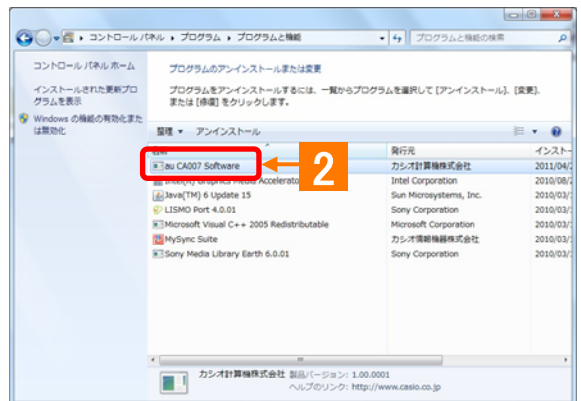 コントロール パネル ▸ プログラム ▸ プログラムと機能
プログラムと機能の検索
コントロール パネル ホーム
インストールされた更新プログラムを表示
Windows の機能の有効化または無効化
プログラムのアンインストールまたは変更
プログラムをアンインストールするには、一覧からプログラムを選択して [アンインストール]、[変更]、
または [修復] をクリックします。
整理 ▼ アンインストール
発行元 インストー
au CA007 Software カシオ計算機株式会社 2011/04/2
2
Intel(R) Graphics Media Accelerato Intel Corporation 2010/08/
Java(TM) 6 Update 15 Sun Microsystems, Inc. 2010/03/
LISMO Port 4.0.01 Sony Corporation 2010/03/
Microsoft Visual C++ 2005 Redistributable Microsoft Corporation 2010/03/
MySync Suite カシオ情報機器株式会社 2010/03/
Sony Media Library Earth 6.0.01 Sony Corporation 2010/03/
カシオ計算機株式会社 製品バージョン: 1.00.0001
ヘルプのリンク: http://www.casio.co.jp